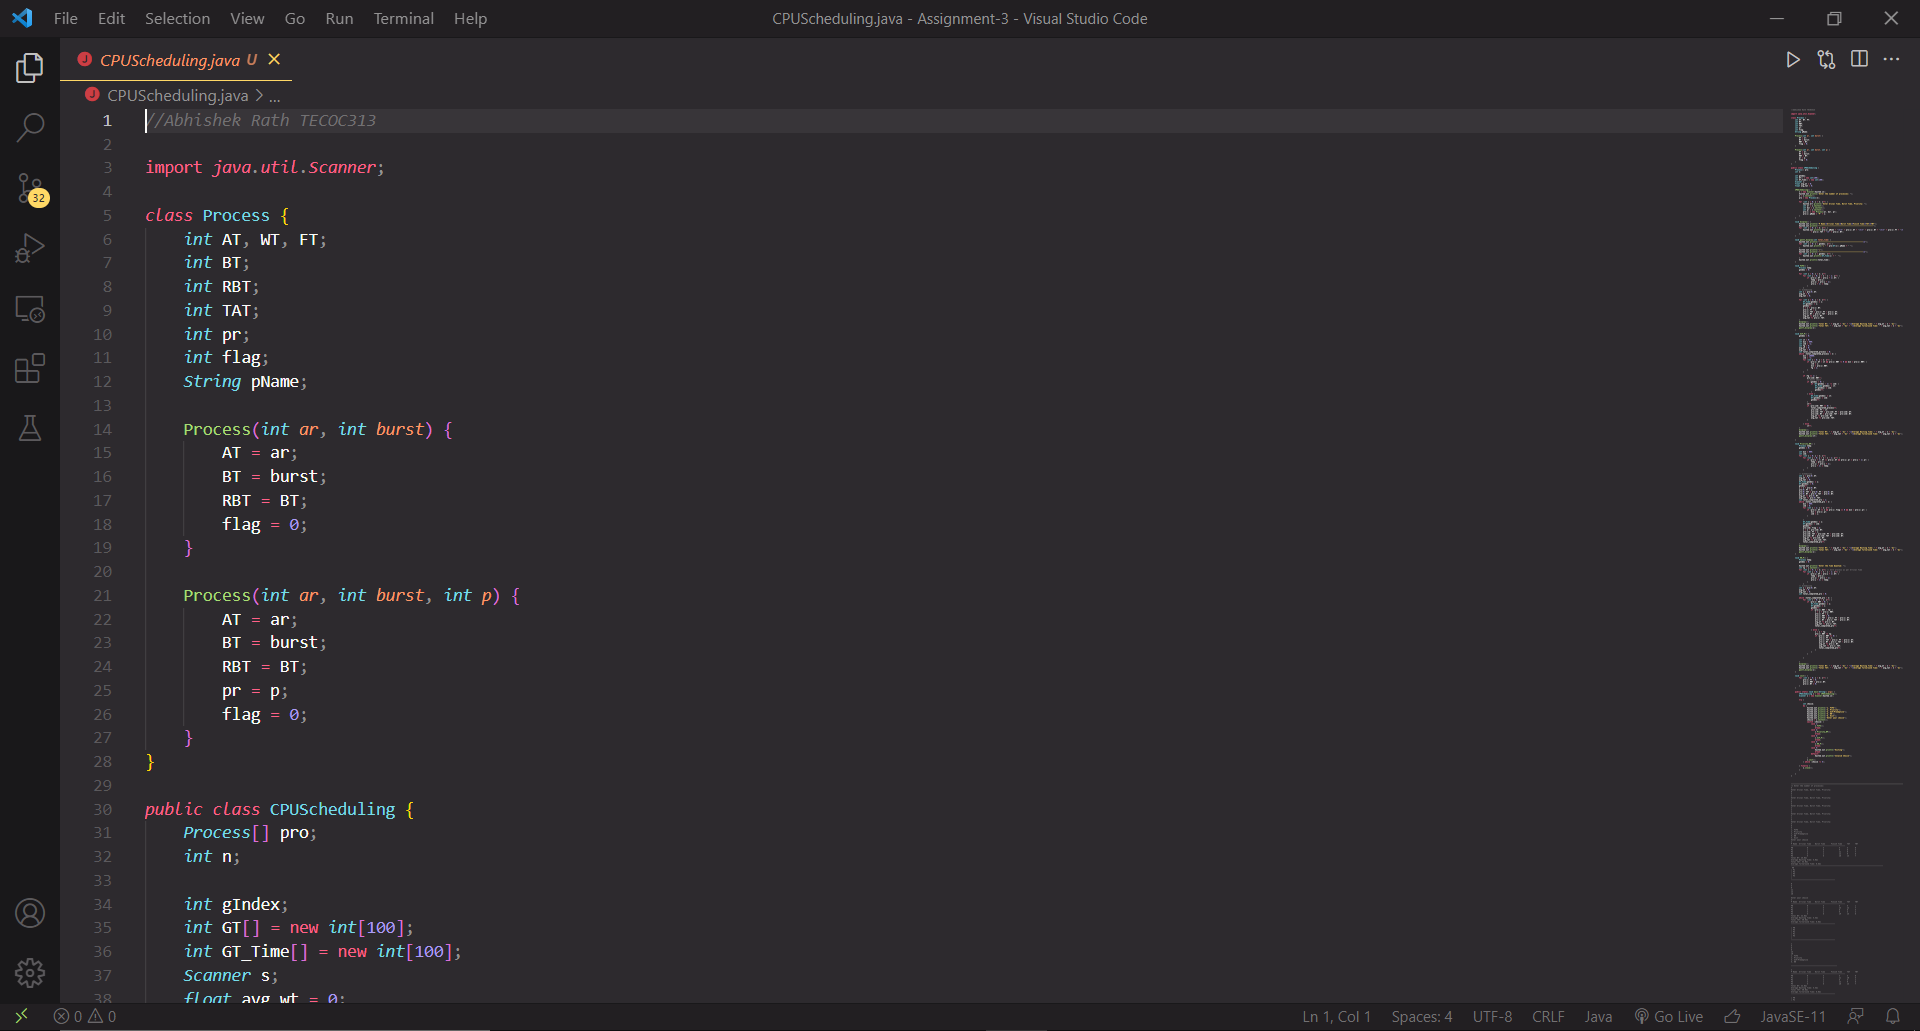 File Edit Selection View Go Run Terminal Help
CPUScheduling.java - Assignment-3 - Visual Studio Code
CPUScheduling.java U
CPUScheduling.java > ...
32
1 //Abhishek Rath TECOC313
2
3 import java.util.Scanner;
4
5 class Process {
6 int AT, WT, FT;
7 int BT;
8 int RBT;
9 int TAT;
10 int pr;
11 int flag;
12 String pName;
13
14 Process(int ar, int burst) {
15 AT = ar;
16 BT = burst;
17 RBT = BT;
18 flag = 0;
19 }
20
21 Process(int ar, int burst, int p) {
22 AT = ar;
23 BT = burst;
24 RBT = BT;
25 pr = p;
26 flag = 0;
27 }
28 }
29
30 public class CPUScheduling {
31 Process[] pro;
32 int n;
33
34 int gIndex;
35 int GT[] = new int[100];
36 int GT_Time[] = new int[100];
37 Scanner s;
38 float avg_wt = 0;
0 0
Ln 1, Col 1 Spaces: 4 UTF-8 CRLF Java Go Live JavaSE-11